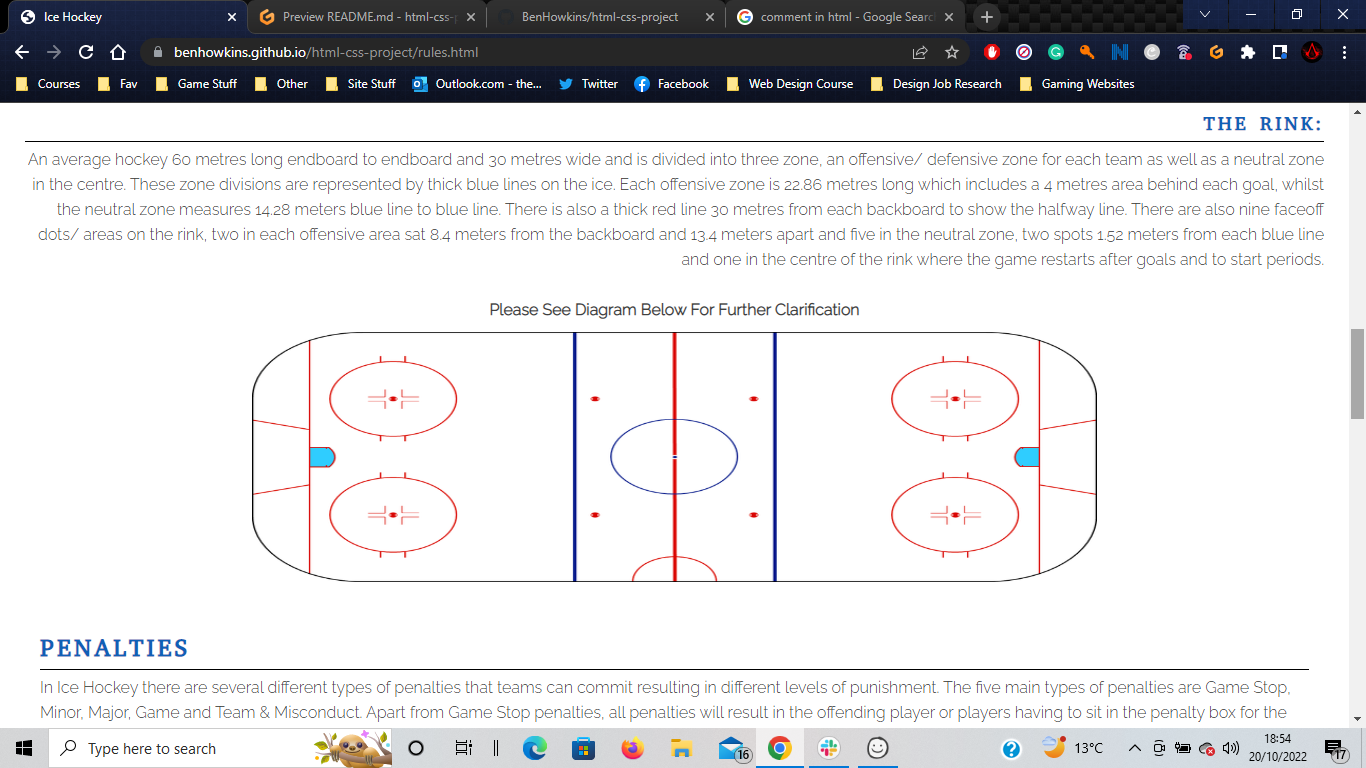 Ice Hockey
Preview README.md - html-css-p
BenHowkins/html-css-project
comment in html - Google Searc
benhowkins.github.io/html-css-project/rules.html
Courses Fav Game Stuff Other Site Stuff Outlook.com - the... Twitter Facebook Web Design Course Design Job Research Gaming Websites
THE RINK:
An average hockey 60 metres long endboard to endboard and 30 metres wide and is divided into three zone, an offensive/ defensive zone for each team as well as a neutral zone
in the centre. These zone divisions are represented by thick blue lines on the ice. Each offensive zone is 22.86 metres long which includes a 4 metres area behind each goal, whilst
the neutral zone measures 14.28 meters blue line to blue line. There is also a thick red line 30 metres from each backboard to show the halfway line. There are also nine faceoff
dots/ areas on the rink, two in each offensive area sat 8.4 meters from the backboard and 13.4 meters apart and five in the neutral zone, two spots 1.52 meters from each blue line
and one in the centre of the rink where the game restarts after goals and to start periods.
Please See Diagram Below For Further Clarification
PENALTIES
In Ice Hockey there are several different types of penalties that teams can commit resulting in different levels of punishment. The five main types of penalties are Game Stop,
Minor, Major, Game and Team & Misconduct. Apart from Game Stop penalties, all penalties will result in the offending player or players having to sit in the penalty box for the
Type here to search
16
13°C
18:54
20/10/2022
17